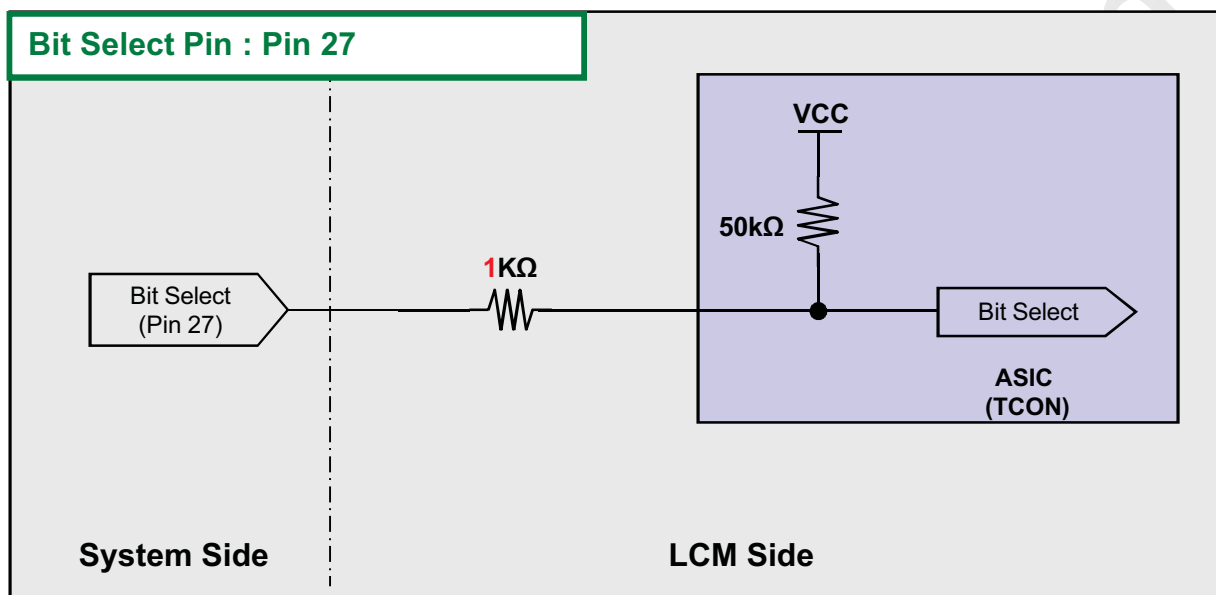 Bit Select Pin : Pin 27
VCC
50kΩ
1KΩ
Bit Select
(Pin 27)
Bit Select
ASIC
(TCON)
System Side
LCM Side